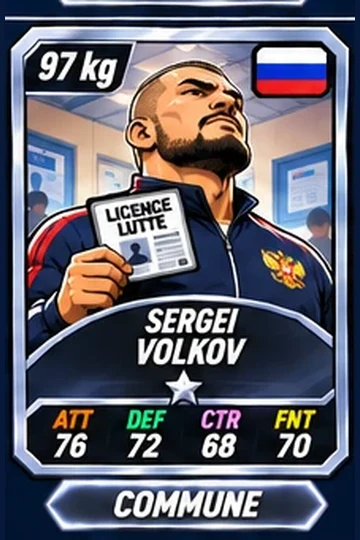 97 kg
LICENCE
LUTTE
SERGEI
VOLKOV
ATT DEF CTR FNT
76 72 68 70
COMMUNE